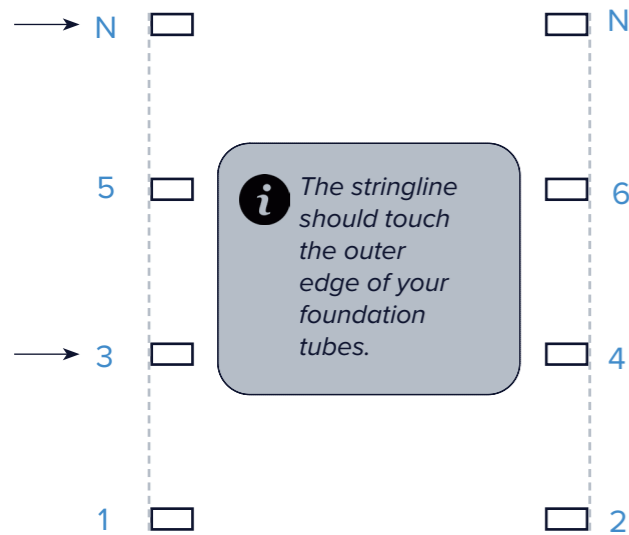 N N
5 6
i
The stringline
should touch
the outer
edge of your
foundation
tubes.
3 4
1 2